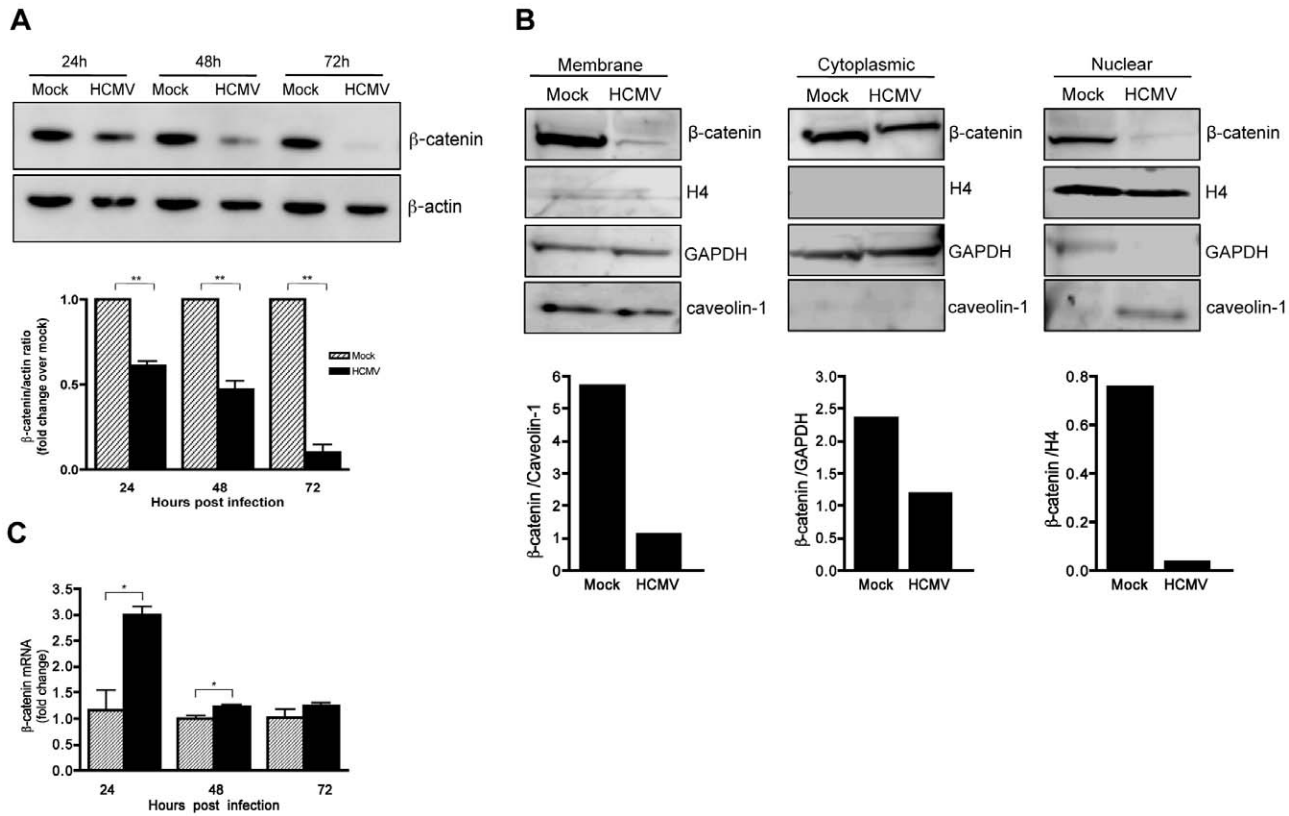 A
24h 48h 72h
Mock HCMV Mock HCMV Mock HCMV
β-catenin
β-actin
** ** **
1.0
0.5
0.0
β-catenin/actin ratio
(fold change over mock)
Mock
HCMV
24 48 72
Hours post infection
B
Membrane
Mock HCMV
β-catenin
H4
GAPDH
caveolin-1
Cytoplasmic
Mock HCMV
β-catenin
H4
GAPDH
caveolin-1
Nuclear
Mock HCMV
β-catenin
H4
GAPDH
caveolin-1
6
5
4
3
2
1
0
β-catenin /Caveolin-1
Mock HCMV
3.0
2.5
2.0
1.5
1.0
0.5
0.0
β-catenin /GAPDH
Mock HCMV
0.8
0.6
0.4
0.2
0.0
β-catenin /H4
Mock HCMV
C
3.5
3.0
2.5
2.0
1.5
1.0
0.5
0.0
β-catenin mRNA
(fold change)
* *
24 48 72
Hours post infection